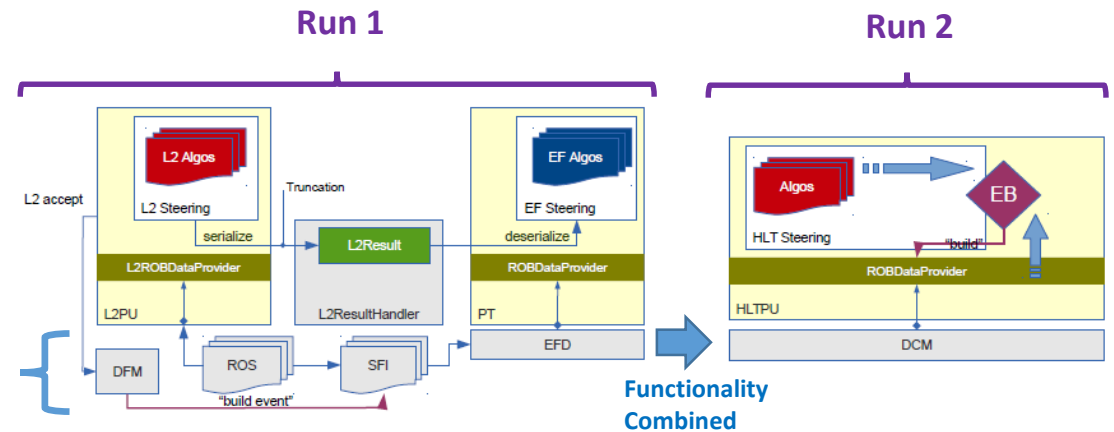 Run 1
Run 2
L2 Algos
EF Algos
Algos
EB
L2 accept
Truncation
L2 Steering
EF Steering
HLT Steering
serialize
L2Result
deserialize
"build"
L2ROBDataProvider
ROBDataProvider
ROBDataProvider
L2PU
L2ResultHandler
PT
HLTPU
DFM
ROS
SFI
EFD
DCM
"build event"
Functionality
Combined